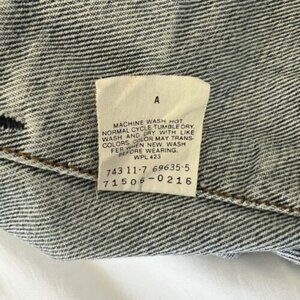 A
MACHINE WASH HOT
NORMAL CYCLE TUMBLE DRY.
WASH AND DRY WITH LIKE
COLORS. COLOR MAY TRANS-
FER WHEN NEW. WASH
BEFORE WEARING.
WPL 423
743 11-7 69635-5
71506-0216